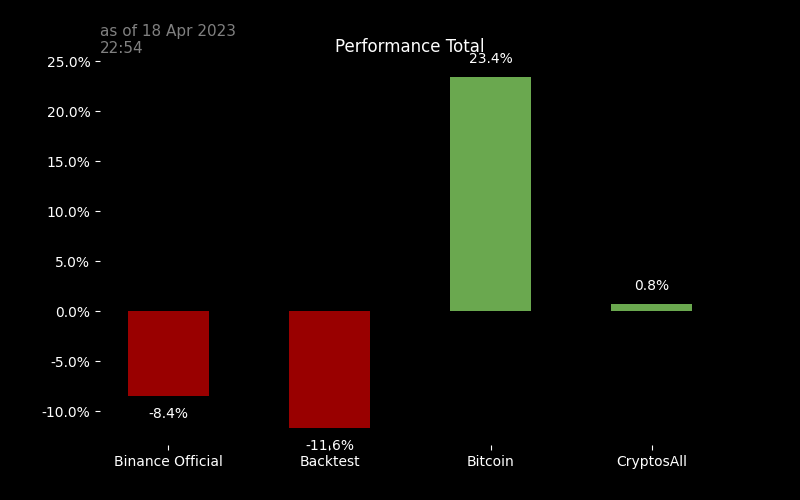 as of 18 Apr 2023
22:54
Performance Total
25.0%
20.0%
15.0%
10.0%
5.0%
0.0%
-5.0%
-10.0%
23.4%
0.8%
-8.4%
-11.6%
Binance Official
Backtest
Bitcoin
CryptosAll